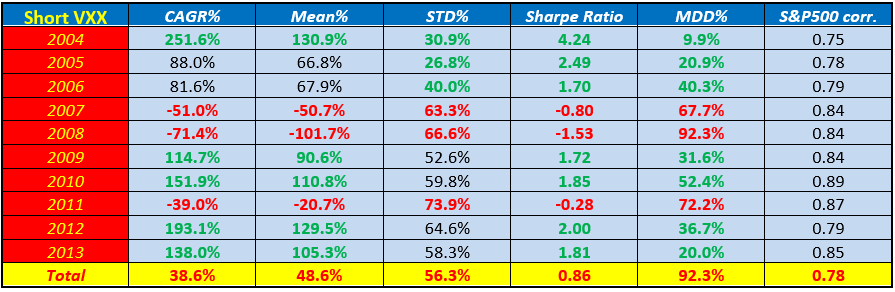 Short VXX CAGR% Mean% STD% Sharpe Ratio MDD% S&P500 corr.
2004 251.6% 130.9% 30.9% 4.24 9.9% 0.75
2005 88.0% 66.8% 26.8% 2.49 20.9% 0.78
2006 81.6% 67.9% 40.0% 1.70 40.3% 0.79
2007 -51.0% -50.7% 63.3% -0.80 67.7% 0.84
2008 -71.4% -101.7% 66.6% -1.53 92.3% 0.84
2009 114.7% 90.6% 52.6% 1.72 31.6% 0.84
2010 151.9% 110.8% 59.8% 1.85 52.4% 0.89
2011 -39.0% -20.7% 73.9% -0.28 72.2% 0.87
2012 193.1% 129.5% 64.6% 2.00 36.7% 0.79
2013 138.0% 105.3% 58.3% 1.81 20.0% 0.85
Total 38.6% 48.6% 56.3% 0.86 92.3% 0.78